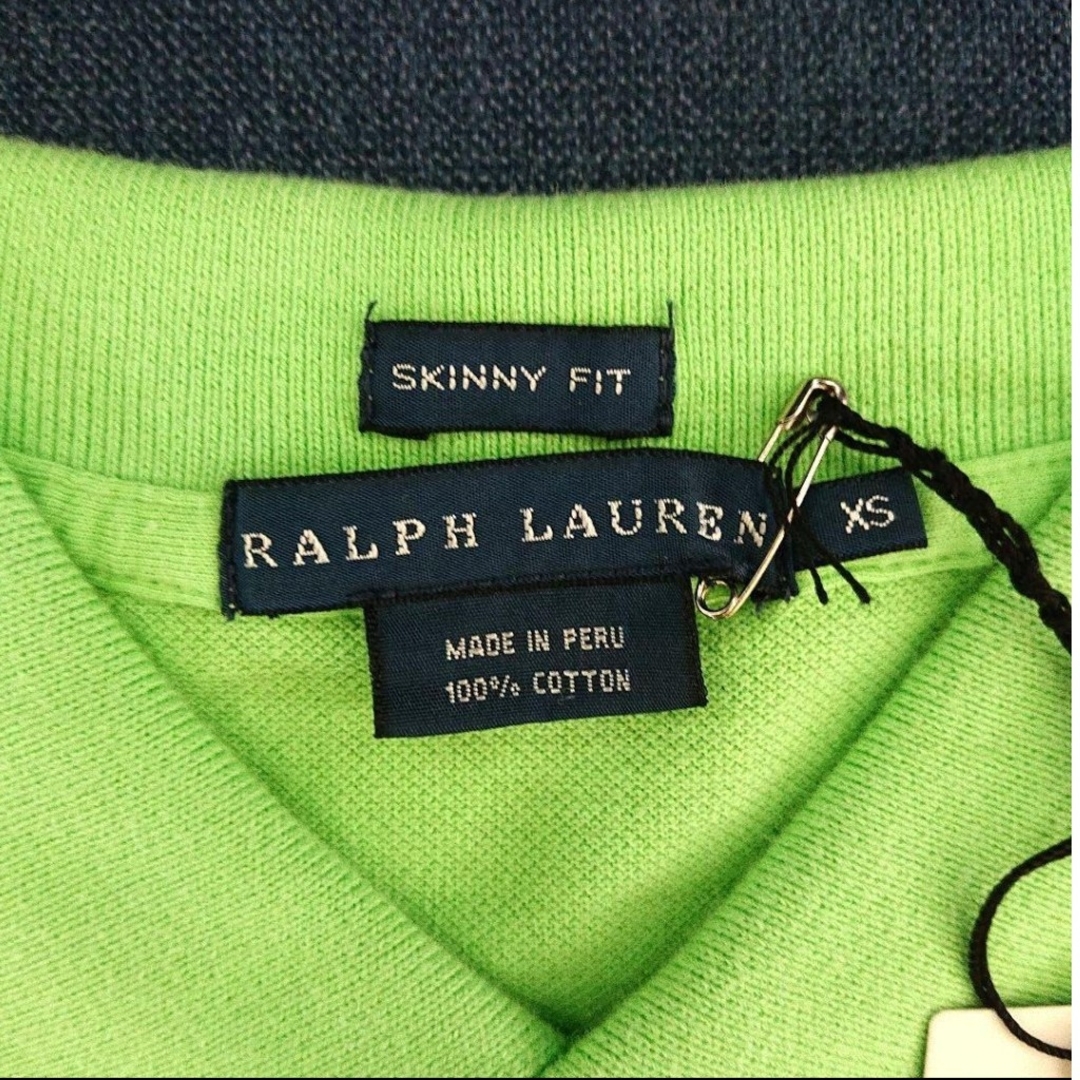 SKINNY FIT
RALPH LAUREN
XS
MADE IN PERU
100% COTTON